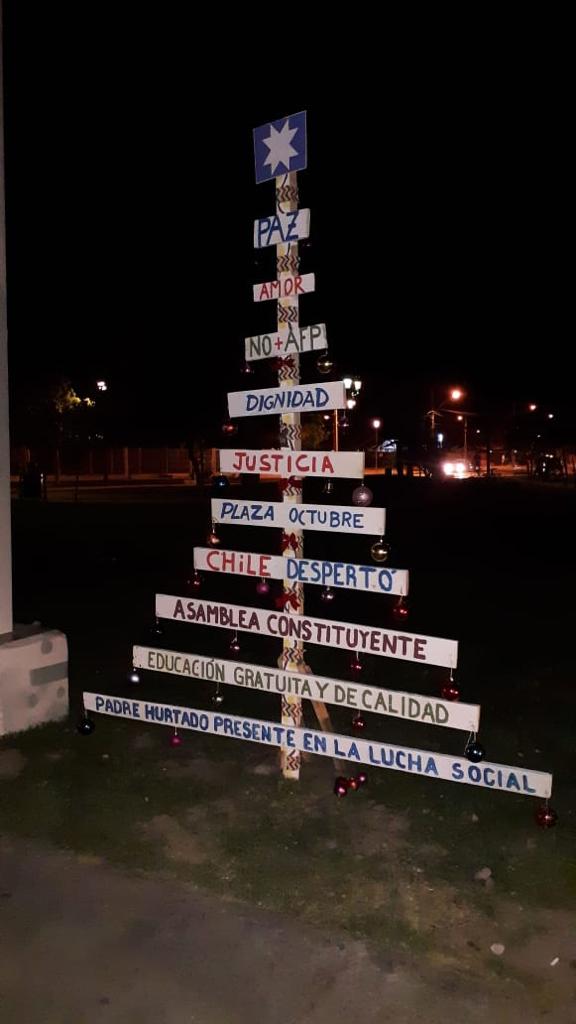 PAZ
AMOR
NO+AFP
DIGNIDAD
JUSTICIA
PLAZA OCTUBRE
CHILE DESPERTÓ
ASAMBLEA CONSTITUYENTE
EDUCACIÓN GRATUITA Y DE CALIDAD
PADRE HURTADO PRESENTE EN LA LUCHA SOCIAL